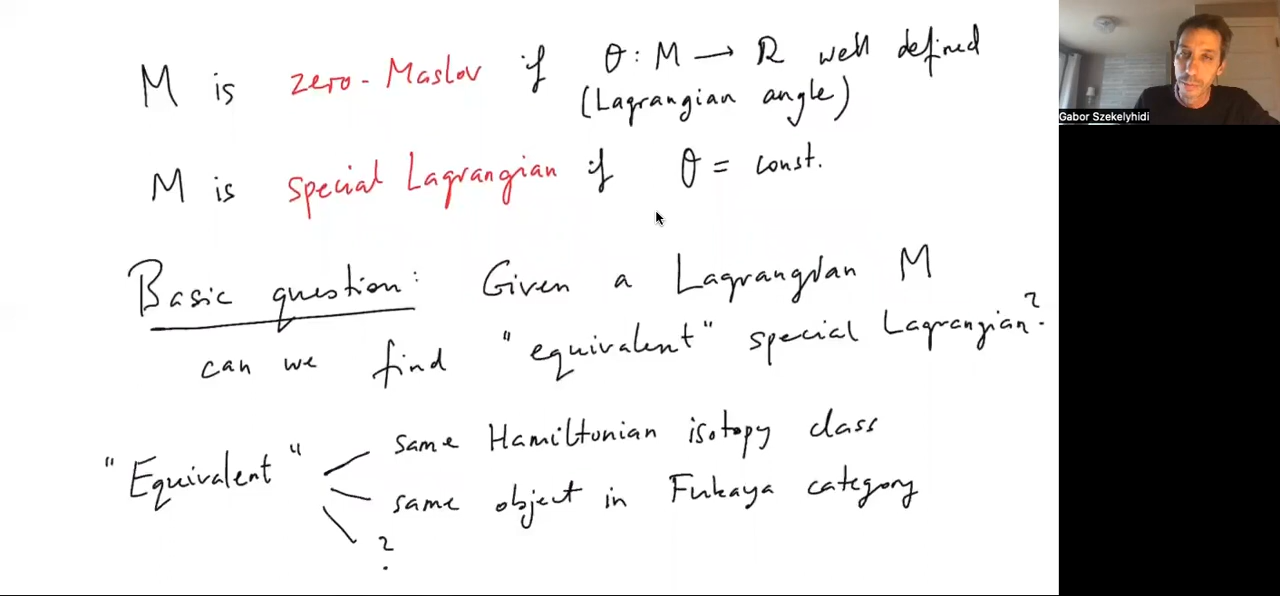 M is zero-Maslov if θ: M → ℝ well defined
(Lagrangian angle)
M is special Lagrangian if θ = const.
Basic question: Given a Lagrangian M
can we find "equivalent" special Lagrangian?
"Equivalent"
same Hamiltonian isotopy class
same object in Fukaya category
?
Gabor Szekelyhidi